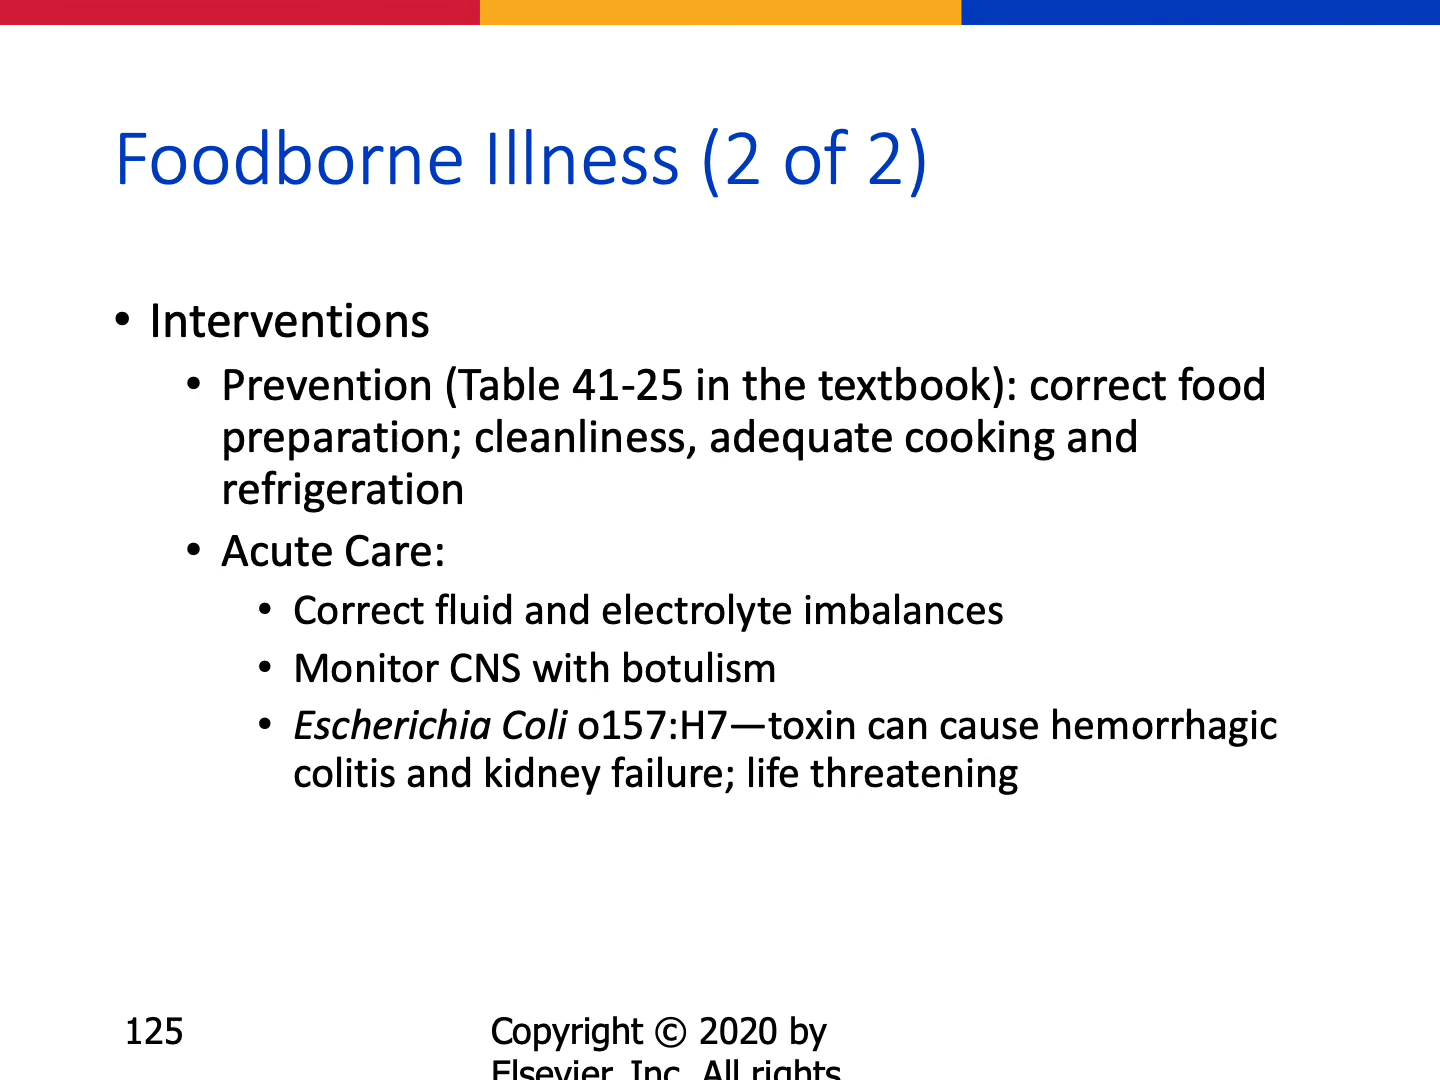 Foodborne Illness (2 of 2)
• Interventions
• Prevention (Table 41-25 in the textbook): correct food
preparation; cleanliness, adequate cooking and
refrigeration
• Acute Care:
• Correct fluid and electrolyte imbalances
• Monitor CNS with botulism
• Escherichia Coli o157:H7—toxin can cause hemorrhagic
colitis and kidney failure; life threatening
125
Copyright © 2020 by
Elsevier, Inc. All rights